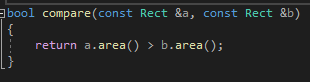 bool compare(const Rect &a, const Rect &b)
{
    return a.area() > b.area();
}